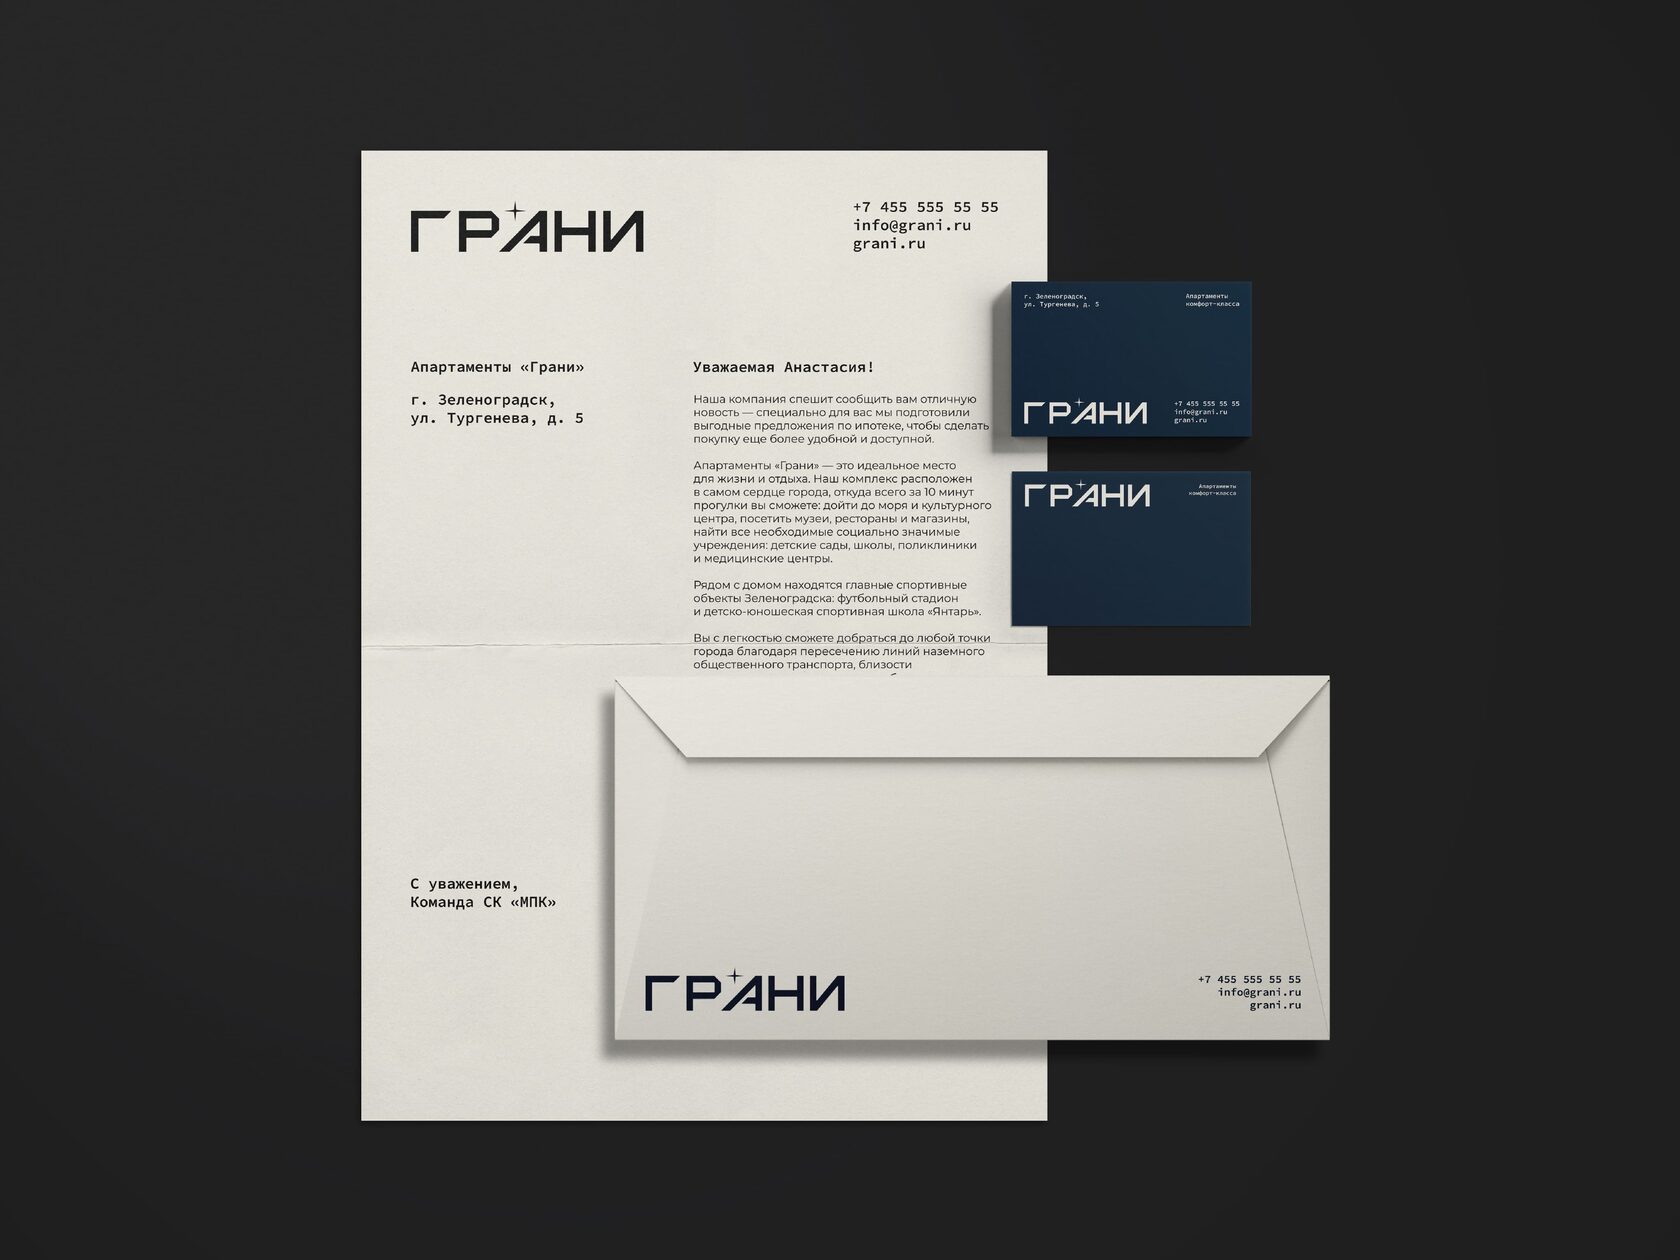 ГРАНИ
+7 455 555 55 55
info@grani.ru
grani.ru
Апартаменты «Грани»
г. Зеленоградск,
ул. Тургенева, д. 5
Уважаемая Анастасия!
Наша компания спешит сообщить вам отличную
новость — специально для вас мы подготовили
выгодные предложения по ипотеке, чтобы сделать
покупку еще более удобной и доступной.
Апартаменты «Грани» — это идеальное место
для жизни и отдыха. Наш комплекс расположен
в самом сердце города, откуда всего за 10 минут
прогулки вы сможете: дойти до моря и культурного
центра, посетить музеи, рестораны и магазины,
найти все необходимые социально значимые
учреждения: детские сады, школы, поликлиники
и медицинские центры.
Рядом с домом находятся главные спортивные
объекты Зеленоградска: футбольный стадион
и детско-юношеская спортивная школа «Янтарь».
Вы с легкостью сможете добраться до любой точки
города благодаря пересечению линий наземного
общественного транспорта, близости
С уважением,
Команда СК «МПК»
г. Зеленоградск,
ул. Тургенева, д. 5
Апартаменты
комфорт-класса
ГРАНИ
+7 455 555 55 55
info@grani.ru
grani.ru
ГРАНИ
Апартаменты
комфорт-класса
ГРАНИ
+7 455 555 55 55
info@grani.ru
grani.ru